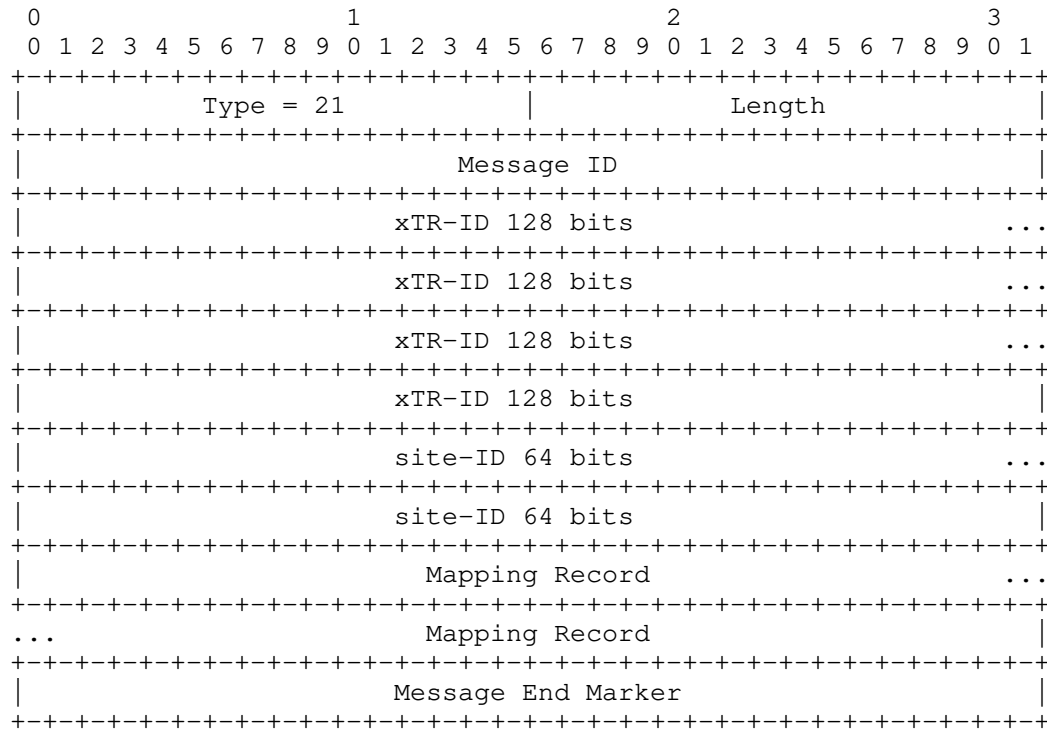 0                   1                   2                   3
 0 1 2 3 4 5 6 7 8 9 0 1 2 3 4 5 6 7 8 9 0 1 2 3 4 5 6 7 8 9 0 1
+-+-+-+-+-+-+-+-+-+-+-+-+-+-+-+-+-+-+-+-+-+-+-+-+-+-+-+-+-+-+-+-+
|           Type = 21           |            Length             |
+-+-+-+-+-+-+-+-+-+-+-+-+-+-+-+-+-+-+-+-+-+-+-+-+-+-+-+-+-+-+-+-+
|                           Message ID                          |
+-+-+-+-+-+-+-+-+-+-+-+-+-+-+-+-+-+-+-+-+-+-+-+-+-+-+-+-+-+-+-+-+
|                       xTR-ID 128 bits                       ...
+-+-+-+-+-+-+-+-+-+-+-+-+-+-+-+-+-+-+-+-+-+-+-+-+-+-+-+-+-+-+-+-+
|                       xTR-ID 128 bits                       ...
+-+-+-+-+-+-+-+-+-+-+-+-+-+-+-+-+-+-+-+-+-+-+-+-+-+-+-+-+-+-+-+-+
|                       xTR-ID 128 bits                       ...
+-+-+-+-+-+-+-+-+-+-+-+-+-+-+-+-+-+-+-+-+-+-+-+-+-+-+-+-+-+-+-+-+
|                       xTR-ID 128 bits                         |
+-+-+-+-+-+-+-+-+-+-+-+-+-+-+-+-+-+-+-+-+-+-+-+-+-+-+-+-+-+-+-+-+
|                       site-ID 64 bits                       ...
+-+-+-+-+-+-+-+-+-+-+-+-+-+-+-+-+-+-+-+-+-+-+-+-+-+-+-+-+-+-+-+-+
|                       site-ID 64 bits                         |
+-+-+-+-+-+-+-+-+-+-+-+-+-+-+-+-+-+-+-+-+-+-+-+-+-+-+-+-+-+-+-+-+
|                         Mapping Record                      ...
+-+-+-+-+-+-+-+-+-+-+-+-+-+-+-+-+-+-+-+-+-+-+-+-+-+-+-+-+-+-+-+-+
...                       Mapping Record                        |
+-+-+-+-+-+-+-+-+-+-+-+-+-+-+-+-+-+-+-+-+-+-+-+-+-+-+-+-+-+-+-+-+
|                       Message End Marker                      |
+-+-+-+-+-+-+-+-+-+-+-+-+-+-+-+-+-+-+-+-+-+-+-+-+-+-+-+-+-+-+-+-+